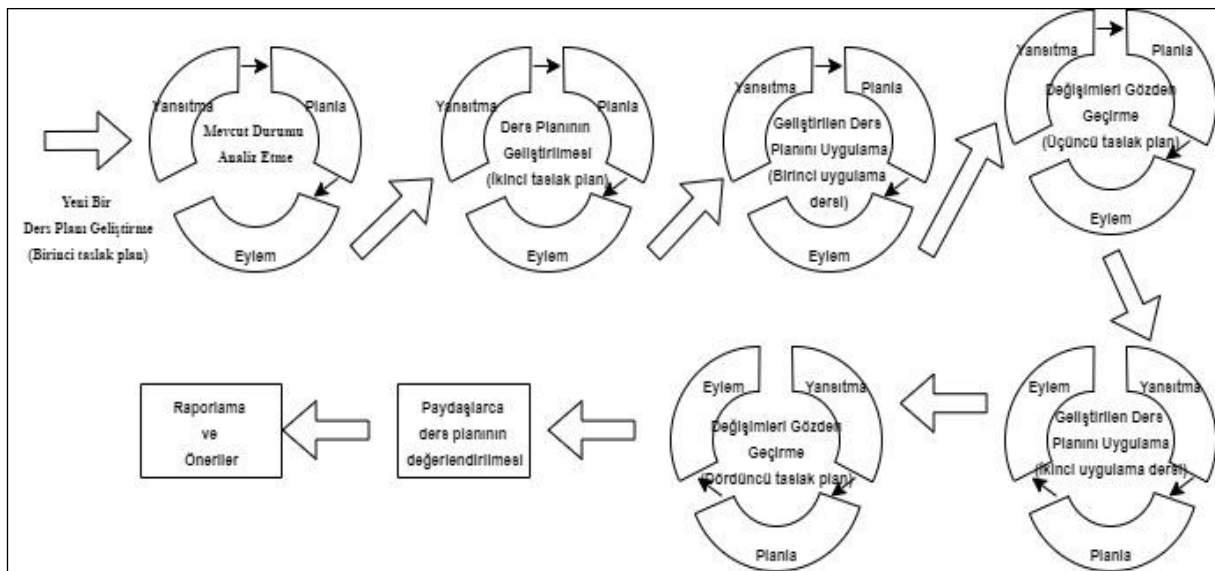 Yeni Bir
Ders Planı Geliştirme
(Birinci taslak plan)
Yansıtma
Planla
Mevcut Durumu
Analiz Etme
Eylem
Yansıtma
Planla
Ders Planının
Geliştirilmesi
(İkinci taslak plan)
Eylem
Yansıtma
Planla
Geliştirilen Ders
Planını Uygulama
(Birinci uygulama
dersi)
Eylem
Yansıtma
Planla
Değişimleri Gözden
Geçirme
(Üçüncü taslak plan)
Eylem
Eylem
Yansıtma
Geliştirilen Ders
Planını Uygulama
(İkinci uygulama dersi)
Planla
Eylem
Yansıtma
Değişimleri Gözden
Geçirme
(Dördüncü taslak plan)
Planla
Paydaşlarca
ders planının
değerlendirilmesi
Raporlama
ve
Öneriler